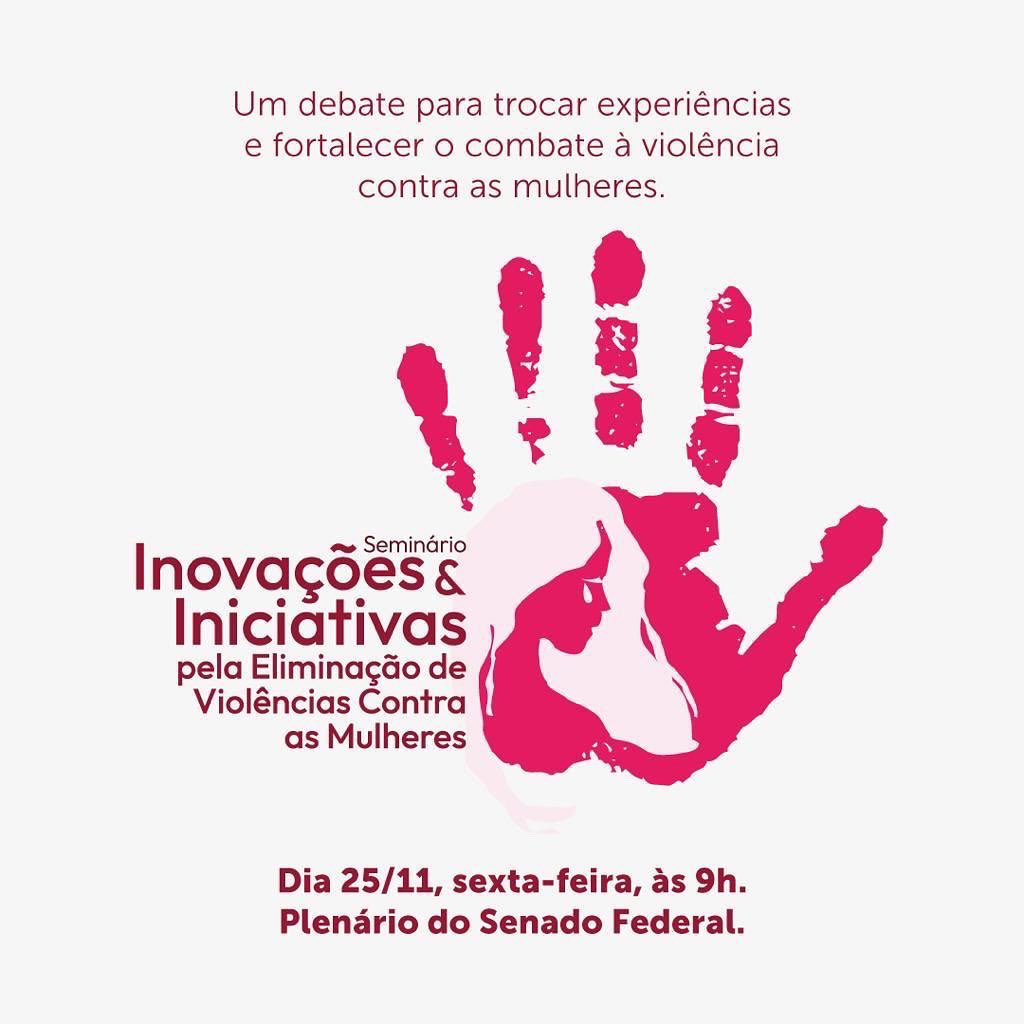 Um debate para trocar experiências
e fortalecer o combate à violência
contra as mulheres.
Seminário
Inovações &
Iniciativas
pela Eliminação de
Violências Contra
as Mulheres
Dia 25/11, sexta-feira, às 9h.
Plenário do Senado Federal.